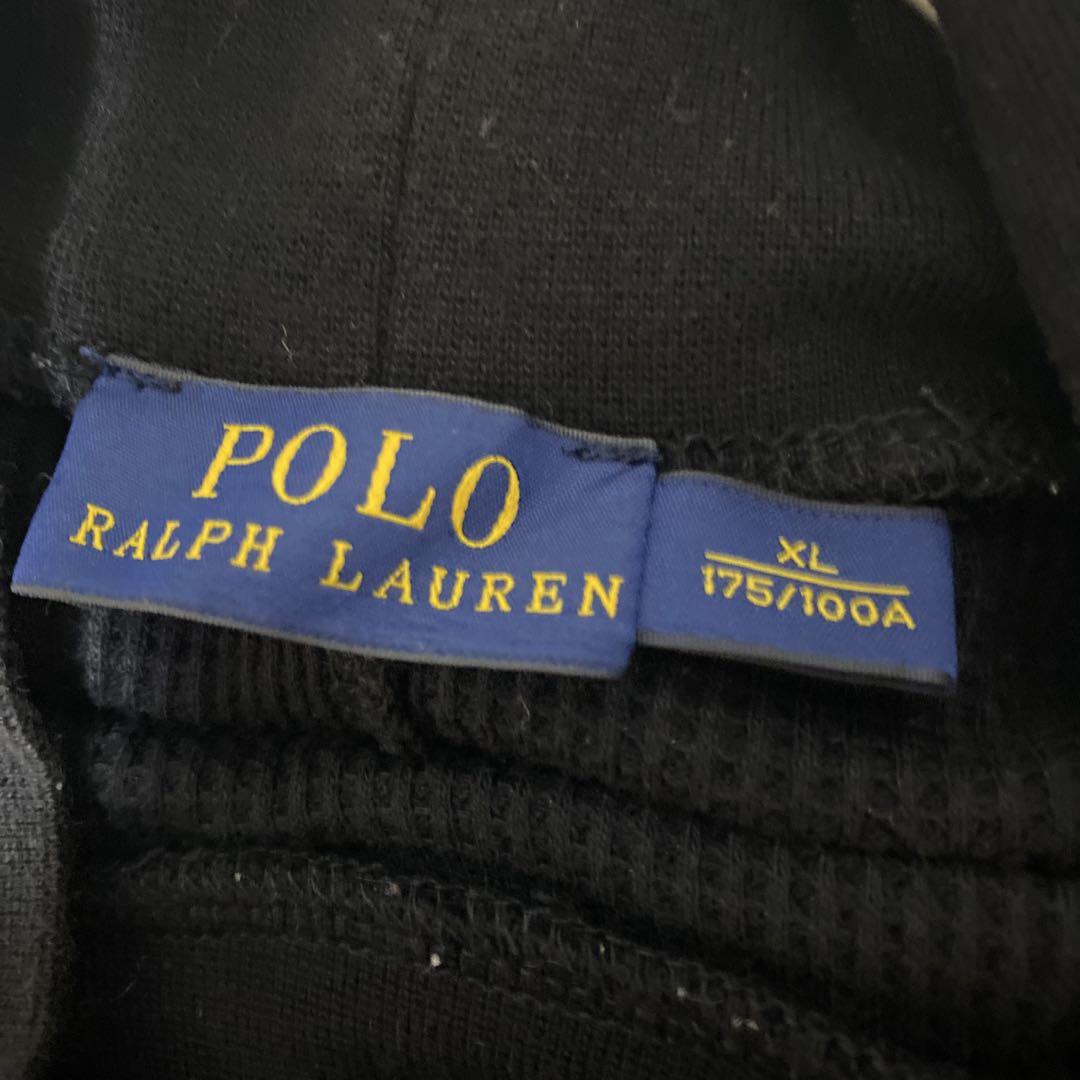 POLO
RALPH LAUREN
XL
175/100A